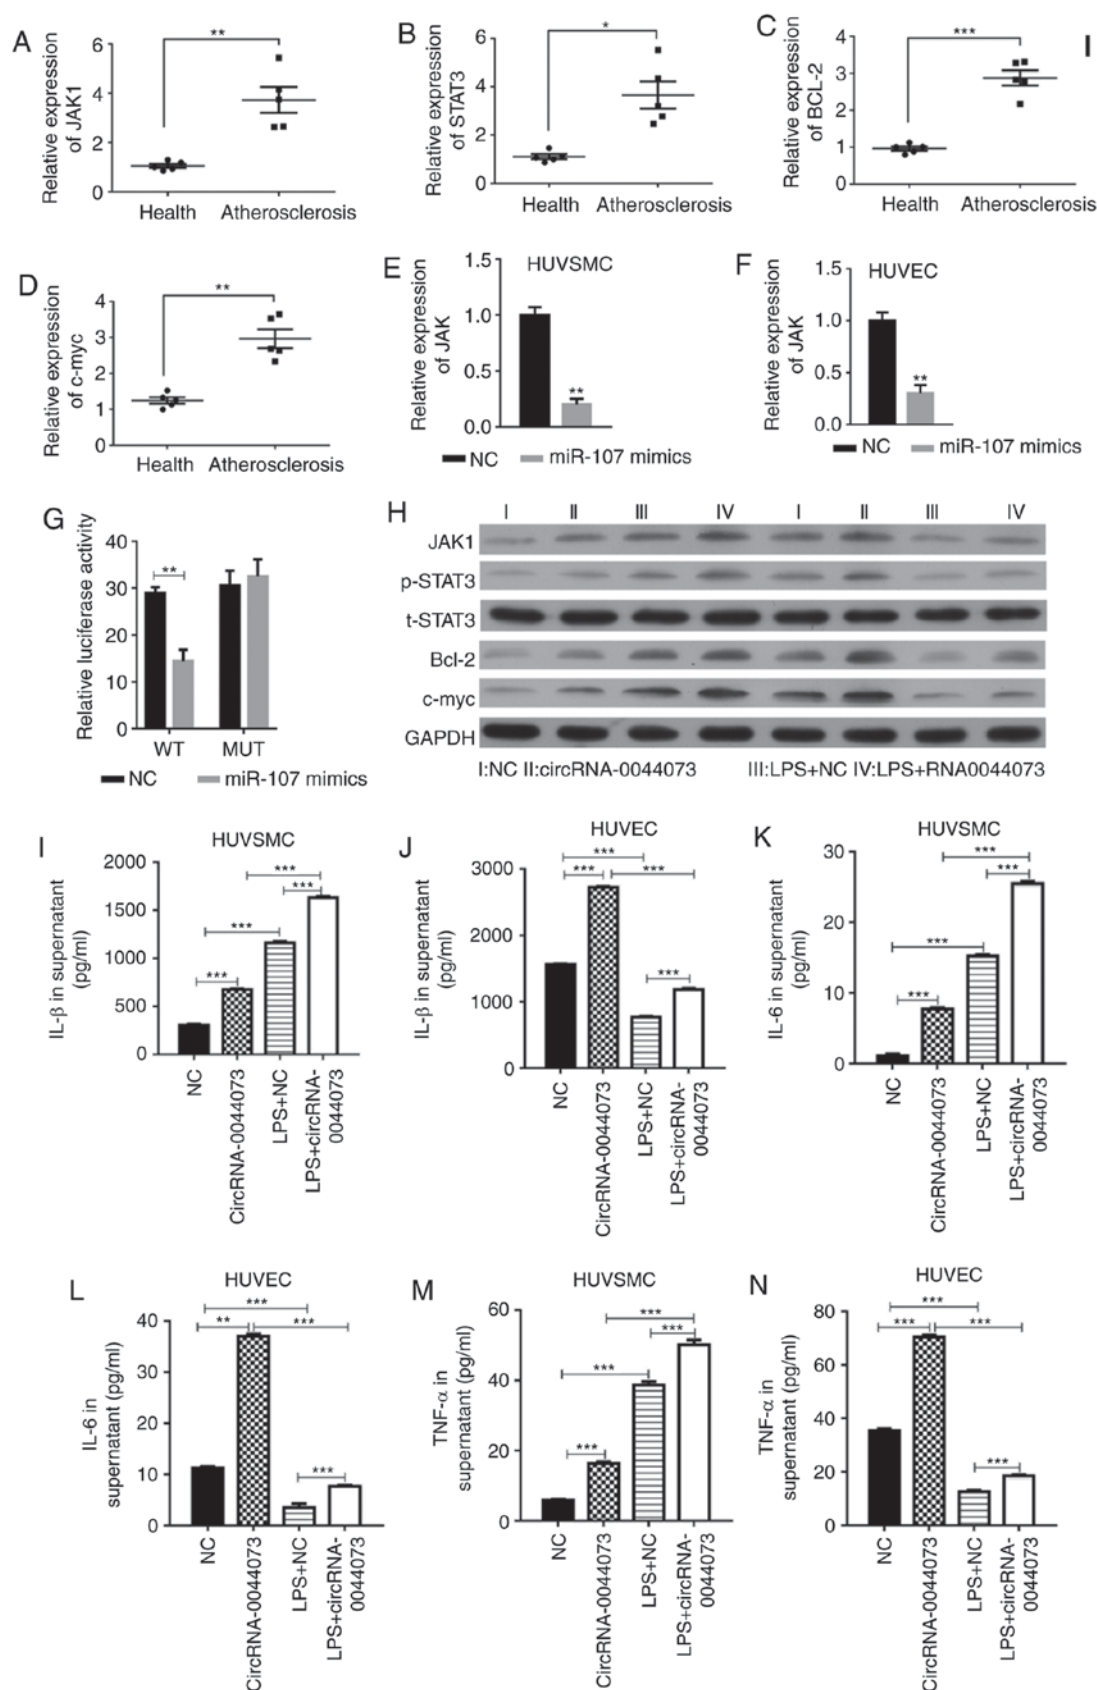 A
Relative expression
of JAK1
6
4
2
0
**
Health Atherosclerosis
B
Relative expression
of STAT3
6
4
2
0
*
Health Atherosclerosis
C
Relative expression
of BCL-2
4
3
2
1
0
***
Health Atherosclerosis
I
D
Relative expression
of c-myc
4
3
2
1
0
**
Health Atherosclerosis
E
HUVSMC
Relative expression
of JAK
1.5
1.0
0.5
0.0
**
NC miR-107 mimics
F
HUVEC
Relative expression
of JAK
1.5
1.0
0.5
0.0
**
NC miR-107 mimics
G
Relative luciferase activity
40
30
20
10
0
**
WT MUT
NC miR-107 mimics
H
I II III IV I II III IV
JAK1
p-STAT3
t-STAT3
Bcl-2
c-myc
GAPDH
I:NC II:circRNA-0044073 III:LPS+NC IV:LPS+RNA0044073
I
HUVSMC
IL-β in supernatant
(pg/ml)
2000
1500
1000
500
0
***
***
***
***
NC
CircRNA-0044073
LPS+NC
LPS+circRNA-
0044073
J
HUVEC
IL-β in supernatant
(pg/ml)
3000
2000
1000
0
***
*** ***
***
NC
CircRNA-0044073
LPS+NC
LPS+circRNA-
0044073
K
HUVSMC
IL-6 in supernatant
(pg/ml)
30
20
10
0
***
***
***
***
NC
CircRNA-0044073
LPS+NC
LPS+circRNA-
0044073
L
HUVEC
IL-6 in
supernatant (pg/ml)
40
30
20
10
0
***
** ***
***
NC
CircRNA-0044073
LPS+NC
LPS+circRNA-
0044073
M
HUVSMC
TNF-α in
supernatant (pg/ml)
60
40
20
0
***
***
***
***
NC
CircRNA-0044073
LPS+NC
LPS+circRNA-
0044073
N
HUVEC
TNF-α in
supernatant (pg/ml)
80
60
40
20
0
***
*** ***
***
NC
CircRNA-0044073
LPS+NC
LPS+circRNA-
0044073